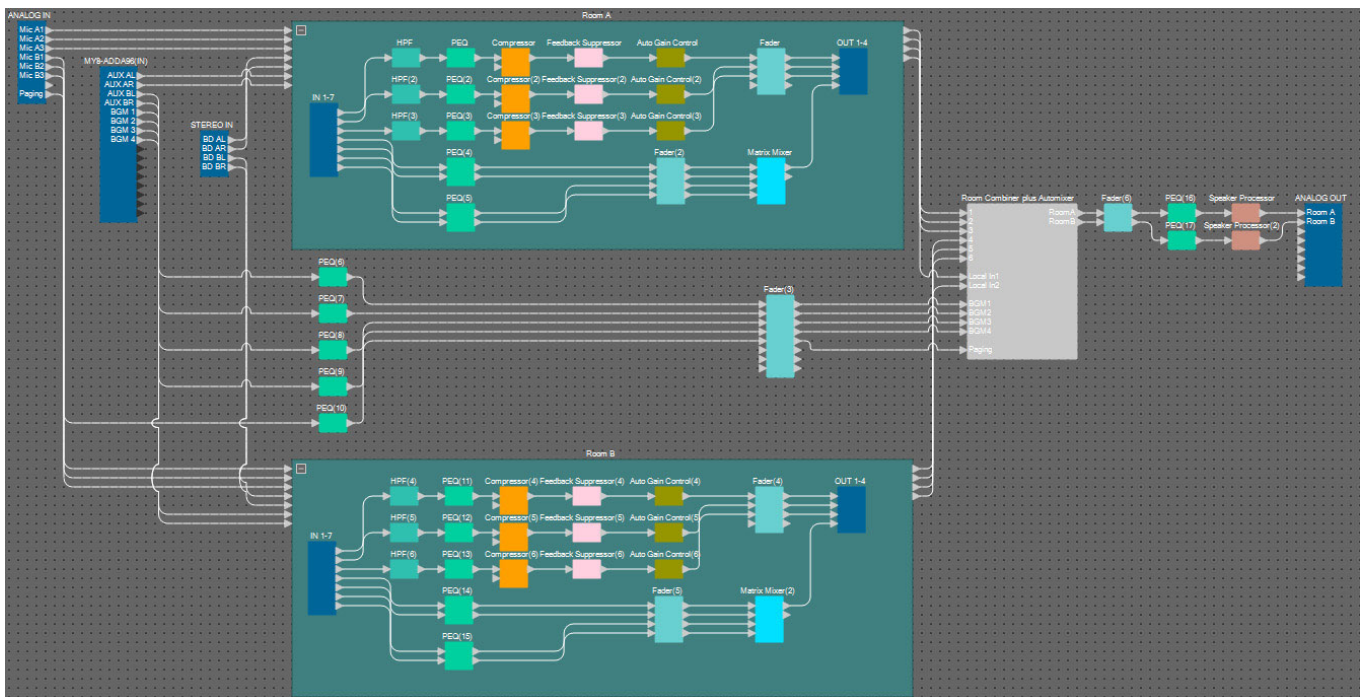 ANALOG IN
Mic A1
Mic A2
Mic A3
Mic B1
Mic B2
Mic B3
Paging
MY8-ADDA96(IN)
AUX AL
AUX AR
AUX BL
AUX BR
BGM 1
BGM 2
BGM 3
BGM 4
STEREO IN
BD AL
BD AR
BD BL
BD BR
Room A
IN 1-7
HPF
PEQ
Compressor
Feedback Suppressor
Auto Gain Control
Fader
OUT 1-4
HPF(2)
PEQ(2)
Compressor(2)
Feedback Suppressor(2)
Auto Gain Control(2)
HPF(3)
PEQ(3)
Compressor(3)
Feedback Suppressor(3)
Auto Gain Control(3)
PEQ(4)
Fader(2)
Matrix Mixer
PEQ(5)
PEQ(6)
PEQ(7)
PEQ(8)
PEQ(9)
PEQ(10)
Fader(3)
Room Combiner plus Automixer
1
2
3
4
5
6
Local In1
Local In2
BGM1
BGM2
BGM3
BGM4
Paging
RoomA
RoomB
Fader(6)
PEQ(16)
Speaker Processor
PEQ(17)
Speaker Processor(2)
ANALOG OUT
Room A
Room B
Room B
IN 1-7
HPF(4)
PEQ(11)
Compressor(4)
Feedback Suppressor(4)
Auto Gain Control(4)
Fader(4)
OUT 1-4
HPF(5)
PEQ(12)
Compressor(5)
Feedback Suppressor(5)
Auto Gain Control(5)
HPF(6)
PEQ(13)
Compressor(6)
Feedback Suppressor(6)
Auto Gain Control(6)
PEQ(14)
Fader(5)
Matrix Mixer(2)
PEQ(15)